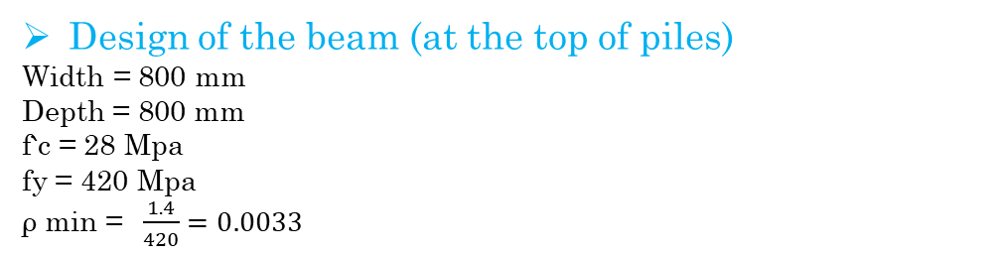 ➢ Design of the beam (at the top of piles)
Width = 800 mm
Depth = 800 mm
f`c = 28 Mpa
fy = 420 Mpa
ρ min = 1.4/420 = 0.0033